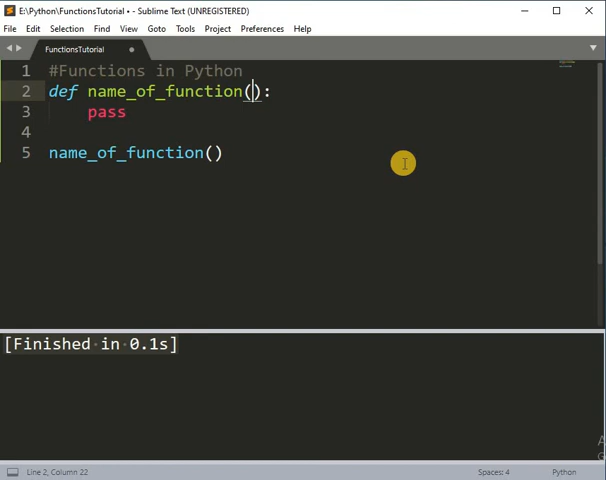 E:\Python\FunctionsTutorial • - Sublime Text (UNREGISTERED)
File Edit Selection Find View Goto Tools Project Preferences Help
FunctionsTutorial
1 #Functions in Python
2 def name_of_function():
3 pass
4
5 name_of_function()
[Finished in 0.1s]
Line 2, Column 22 Spaces: 4 Python